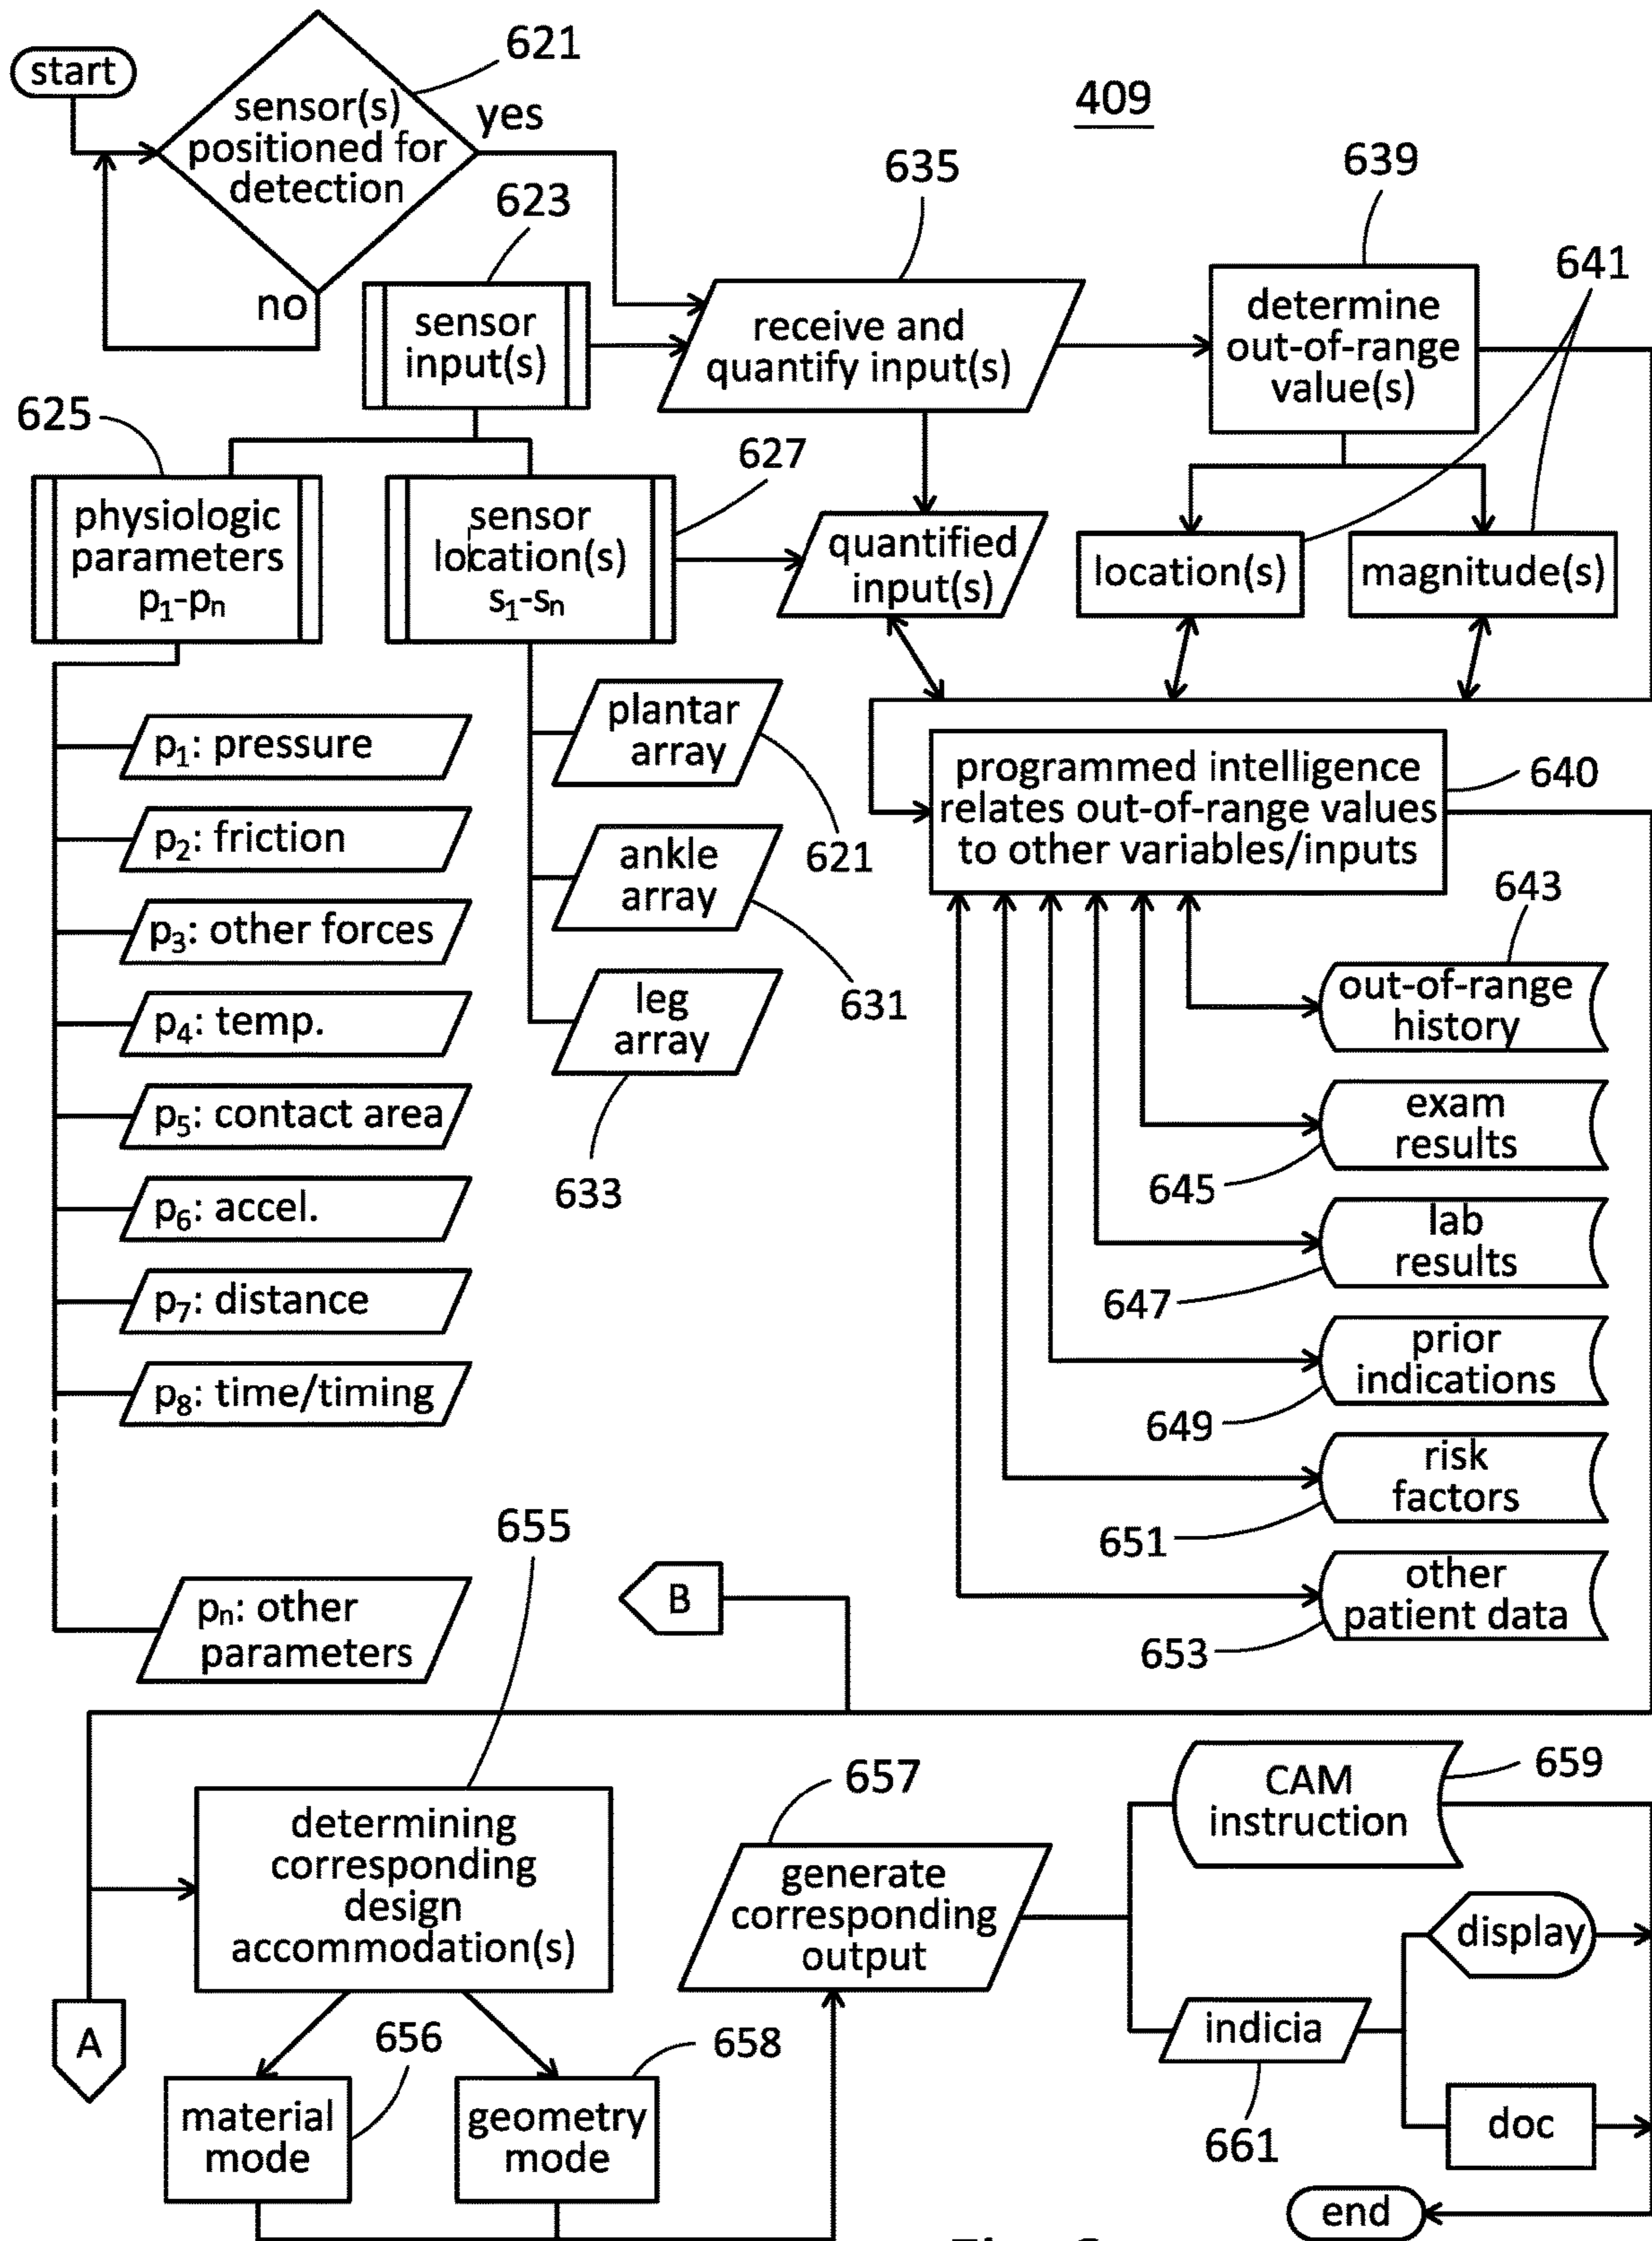 start
621
sensor(s)
positioned for
detection
yes
no
409
623
sensor
input(s)
635
receive and
quantify input(s)
639
determine
out-of-range
value(s)
641
625
physiologic
parameters
p₁-pₙ
627
sensor
location(s)
s₁-sₙ
quantified
input(s)
location(s)
magnitude(s)
p₁: pressure
p₂: friction
p₃: other forces
p₄: temp.
p₅: contact area
p₆: accel.
p₇: distance
p₈: time/timing
pₙ: other
parameters
plantar
array
621
ankle
array
631
leg
array
633
programmed intelligence
relates out-of-range values
to other variables/inputs
640
643
out-of-range
history
exam
results
645
lab
results
647
prior
indications
649
risk
factors
651
other
patient data
653
B
655
determining
corresponding
design
accommodation(s)
A
656
material
mode
658
geometry
mode
657
generate
corresponding
output
CAM
instruction
659
indicia
661
display
doc
end